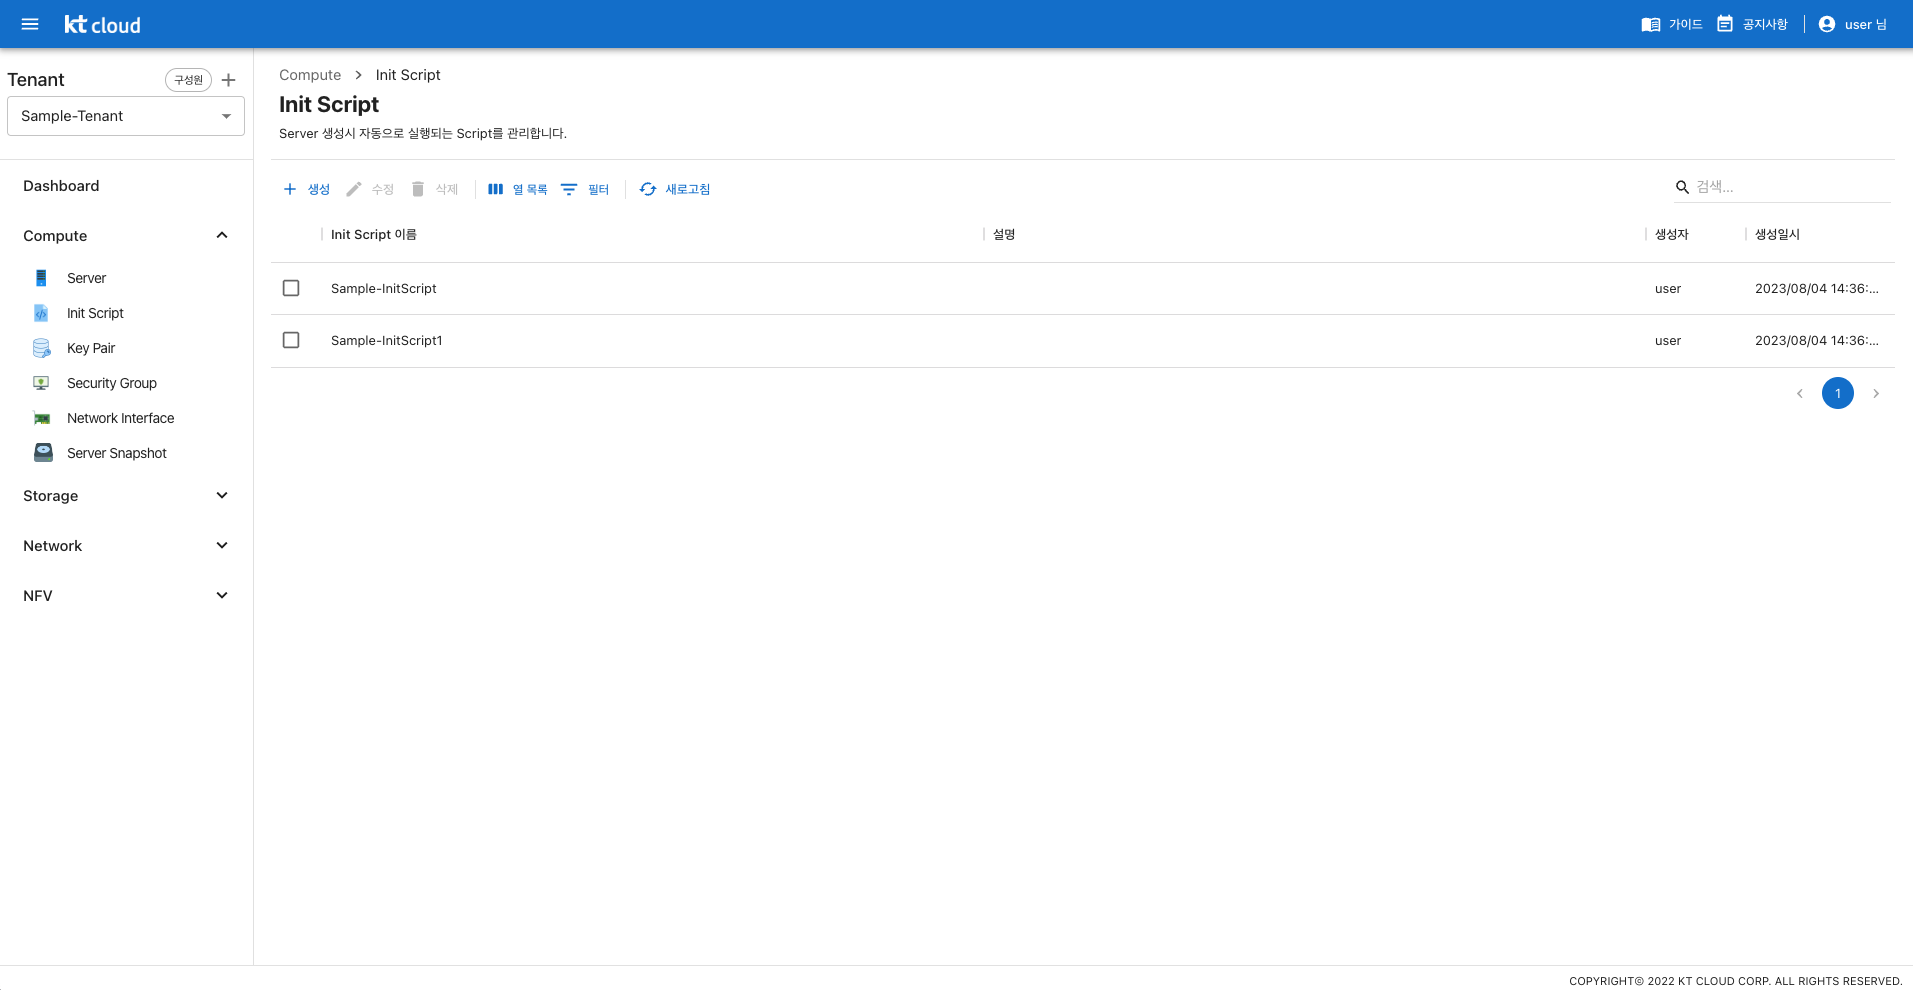 kt cloud
가이드
공지사항
user 님
Tenant
구성원
Sample-Tenant
Dashboard
Compute
Server
Init Script
Key Pair
Security Group
Network Interface
Server Snapshot
Storage
Network
NFV
Compute > Init Script
Init Script
Server 생성시 자동으로 실행되는 Script를 관리합니다.
생성 수정 삭제 열 목록 필터 새로고침
검색...
Init Script 이름 설명 생성자 생성일시
Sample-InitScript user 2023/08/04 14:36:...
Sample-InitScript1 user 2023/08/04 14:36:...
1
COPYRIGHT© 2022 KT CLOUD CORP. ALL RIGHTS RESERVED.